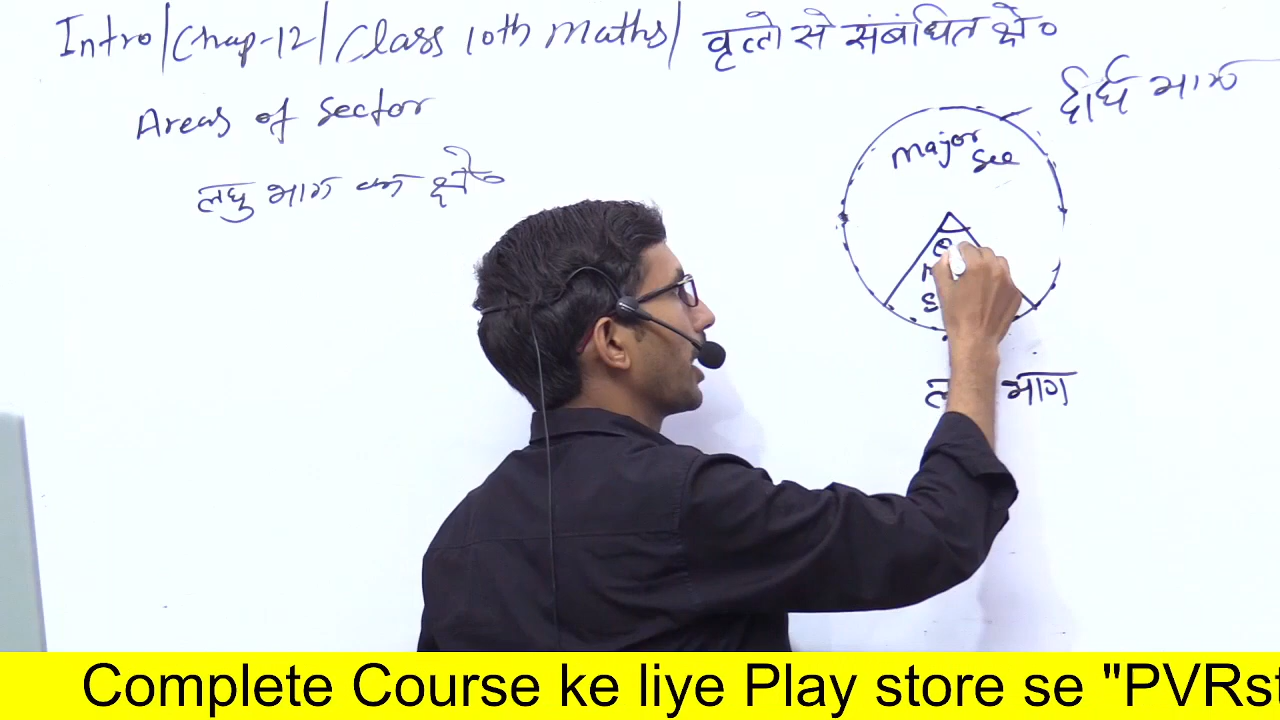 Intro/Chap-12/Class 10th Maths/ वृत्तो से संबंधित क्षे०
Areas of Sector
लघु भाग का क्षे०
दीर्घ भाग
Major
Sec
θ
S
भाग
Complete Course ke liye Play store se "PVRst